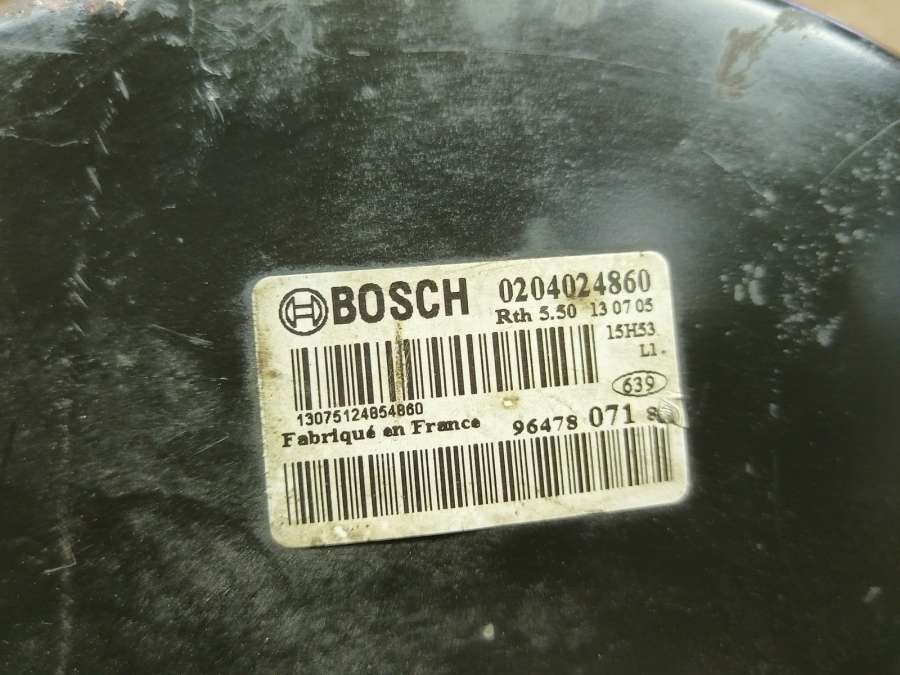 BOSCH 0204024860
Rth 5.50 13 07 05
15H53
L1.
639
13075124854860
Fabriqué en France 96478 071